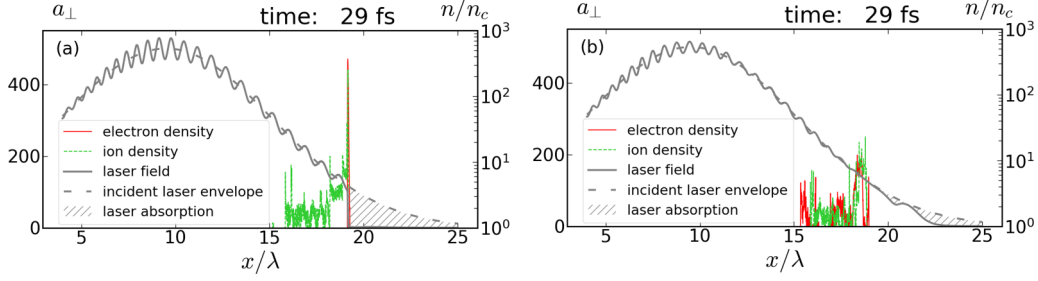 a⊥ time: 29 fs n/n_c
(a)
10³
400
10²
200
10¹
0
10⁰
electron density
ion density
laser field
incident laser envelope
laser absorption
5 10 15 20 25
x/λ
a⊥ time: 29 fs n/n_c
(b)
10³
400
10²
200
10¹
0
10⁰
electron density
ion density
laser field
incident laser envelope
laser absorption
5 10 15 20 25
x/λ